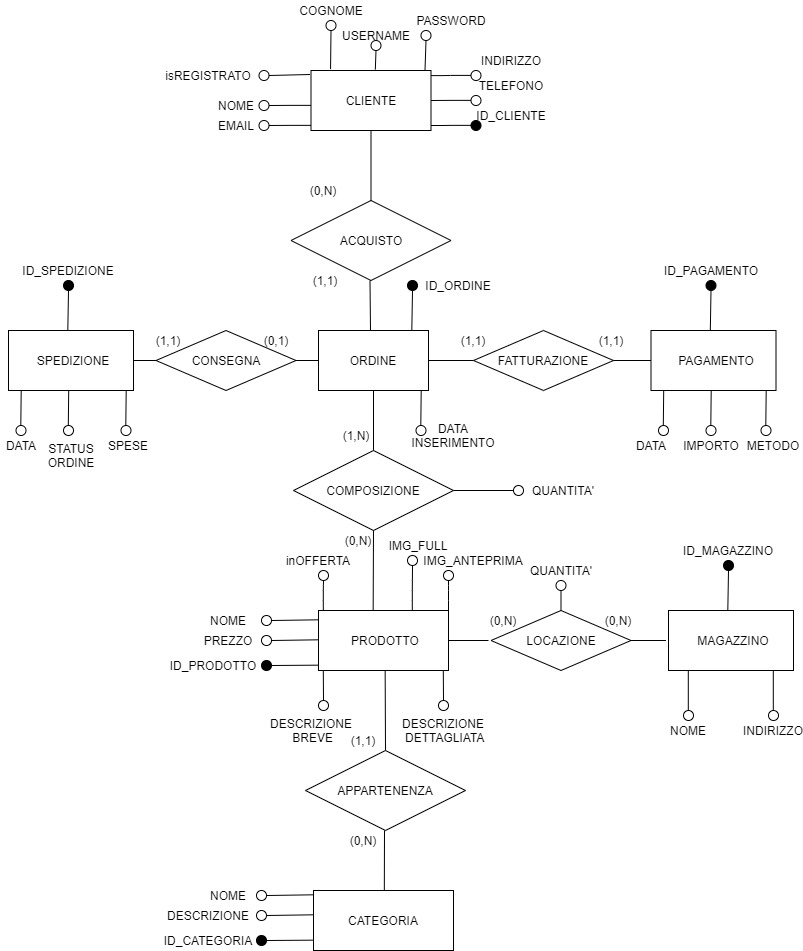 COGNOME
PASSWORD
USERNAME
isREGISTRATO
INDIRIZZO
TELEFONO
NOME
CLIENTE
EMAIL
ID_CLIENTE
(0,N)
ACQUISTO
(1,1)
ID_SPEDIZIONE
ID_ORDINE
ID_PAGAMENTO
SPEDIZIONE
(1,1)
CONSEGNA
(0,1)
ORDINE
(1,1)
FATTURAZIONE
(1,1)
PAGAMENTO
DATA
STATUS
ORDINE
SPESE
DATA
INSERIMENTO
DATA
IMPORTO
METODO
(1,N)
COMPOSIZIONE
QUANTITA'
(0,N)
inOFFERTA
IMG_FULL
IMG_ANTEPRIMA
QUANTITA'
ID_MAGAZZINO
NOME
PREZZO
ID_PRODOTTO
PRODOTTO
(0,N)
LOCAZIONE
(0,N)
MAGAZZINO
DESCRIZIONE
BREVE
DESCRIZIONE
DETTAGLIATA
NOME
INDIRIZZO
(1,1)
APPARTENENZA
(0,N)
NOME
DESCRIZIONE
ID_CATEGORIA
CATEGORIA